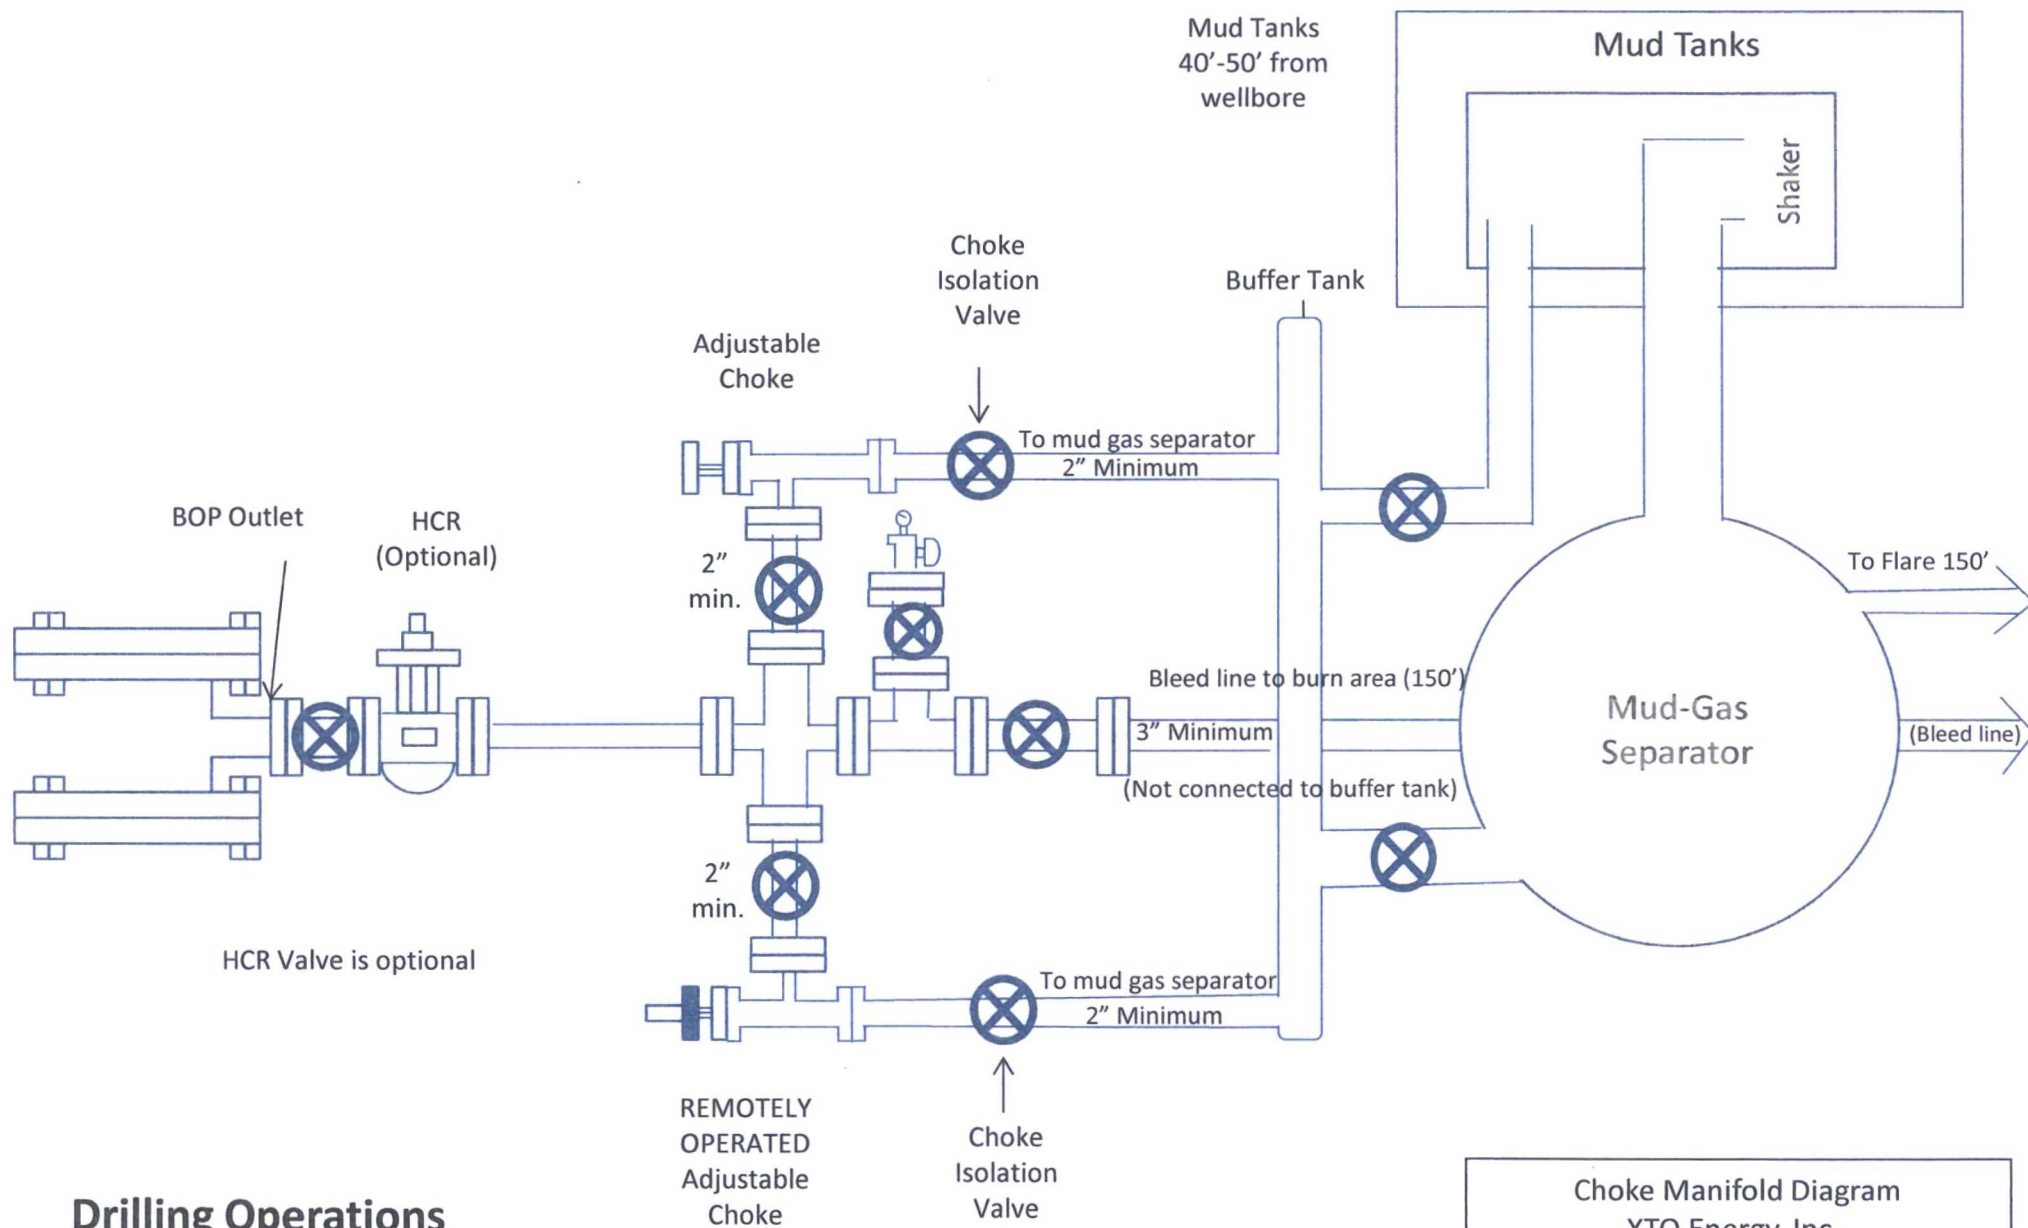 Mud Tanks
40'-50' from
wellbore
Mud Tanks
Shaker
Choke
Isolation
Valve
Buffer Tank
Adjustable
Choke
To mud gas separator
2” Minimum
BOP Outlet
HCR
(Optional)
2”
min.
To Flare 150’
Bleed line to burn area (150’)
3” Minimum
(Not connected to buffer tank)
Mud-Gas
Separator
(Bleed line)
2”
min.
HCR Valve is optional
To mud gas separator
2” Minimum
REMOTELY
OPERATED
Adjustable
Choke
Choke
Isolation
Valve
Drilling Operations
Choke Manifold Diagram
XTO Energy, Inc.